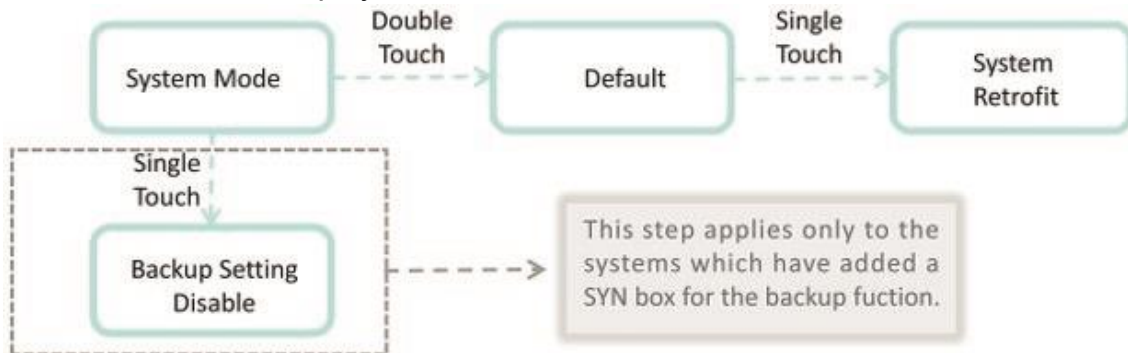 Double
Touch
Single
Touch
System Mode
Default
System
Retrofit
Single
Touch
Backup Setting
Disable
This step applies only to the
systems which have added a
SYN box for the backup fuction.